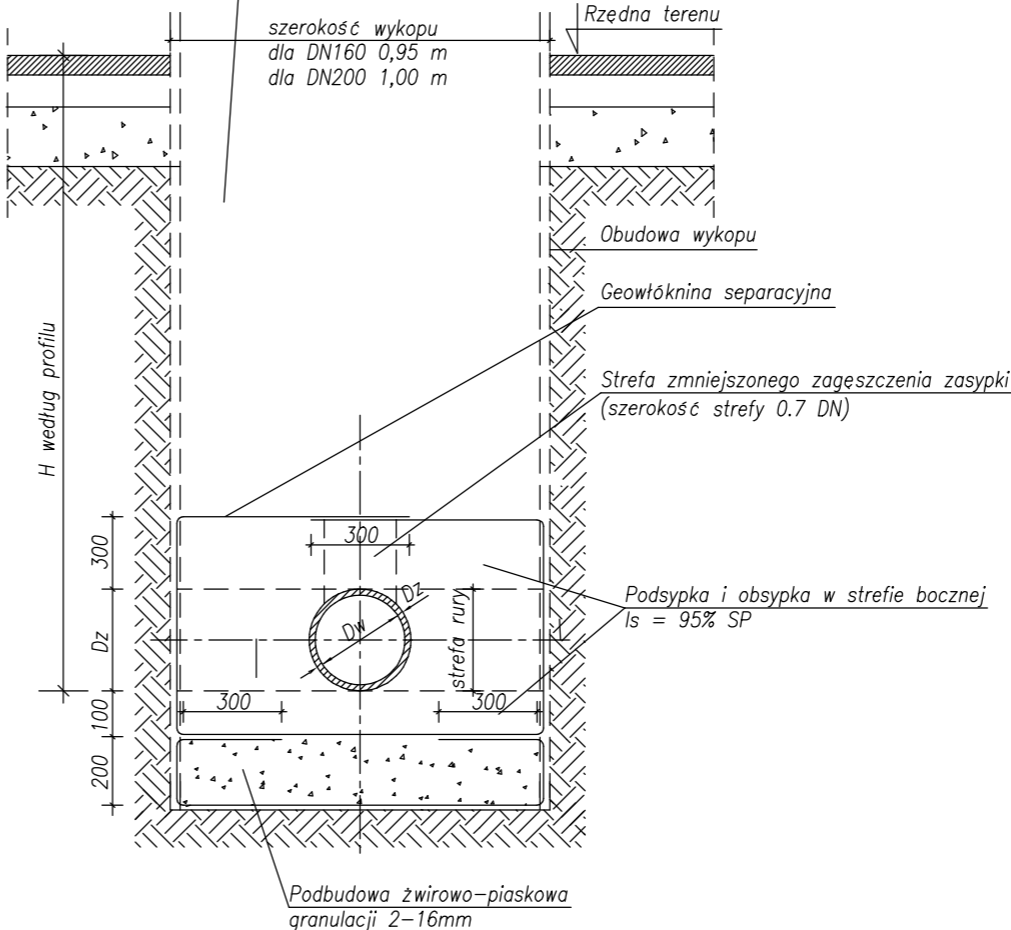 szerokość wykopu
dla DN160 0,95 m
dla DN200 1,00 m
Rzędna terenu
Obudowa wykopu
Geowłóknina separacyjna
Strefa zmniejszonego zagęszczenia zasypki
(szerokość strefy 0.7 DN)
H według profilu
300
300
Dz
Dz
Dw
strefa rury
Podsypka i obsypka w strefie bocznej
Is = 95% SP
300
300
100
200
Podbudowa żwirowo-piaskowa
granulacji 2-16mm